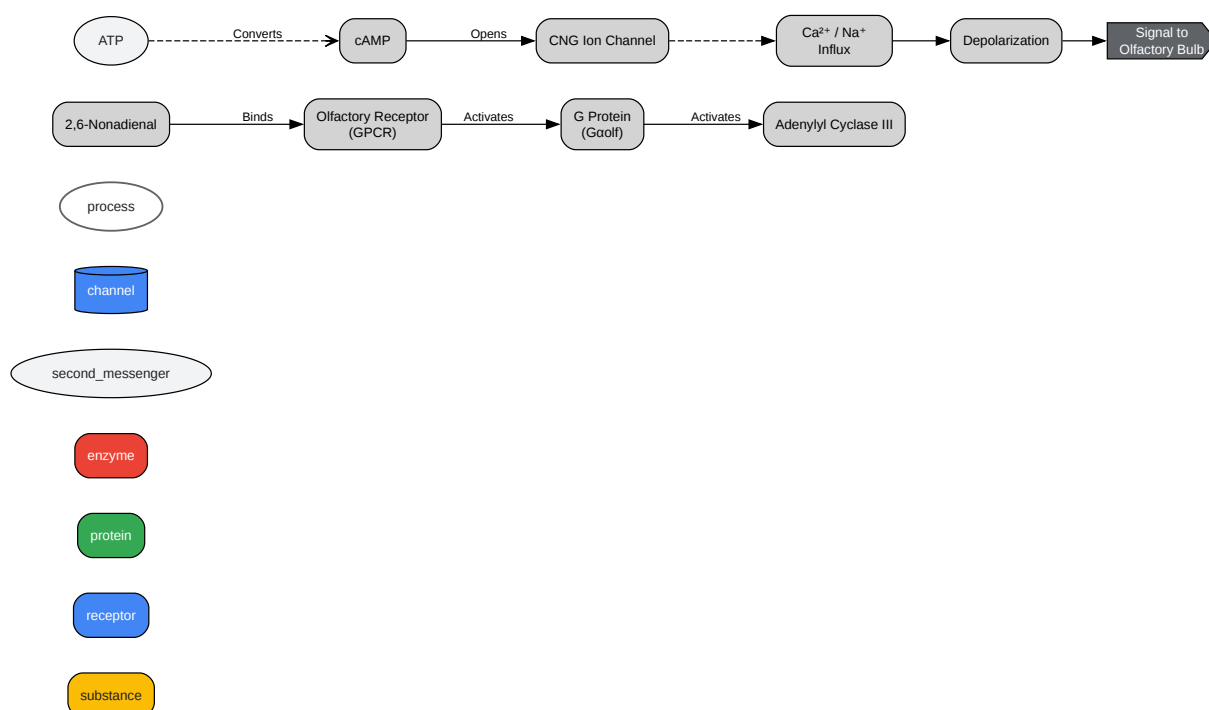 ATP
Converts
cAMP
Opens
CNG Ion Channel
Ca²⁺ / Na⁺
Influx
Depolarization
Signal to
Olfactory Bulb
2,6-Nonadienal
Binds
Olfactory Receptor
(GPCR)
Activates
G Protein
(Gαolf)
Activates
Adenylyl Cyclase III
process
channel
second_messenger
enzyme
protein
receptor
substance